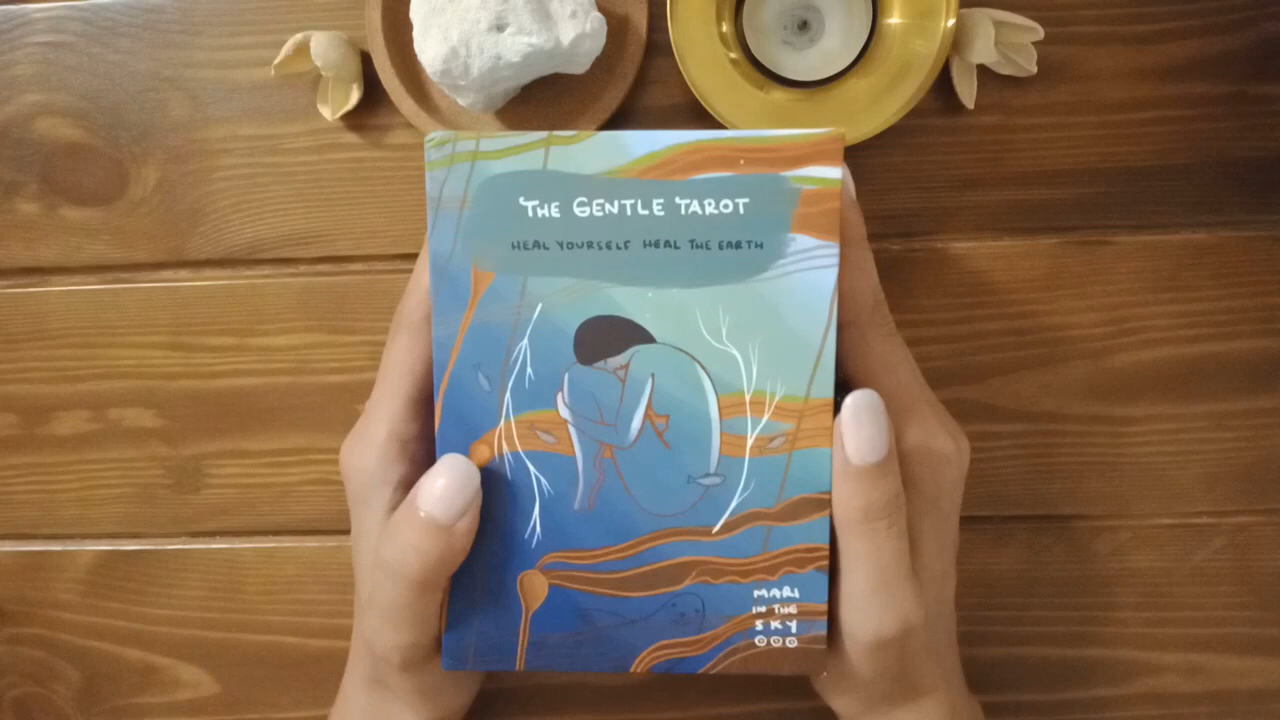 THE GENTLE TAROT
HEAL YOURSELF HEAL THE EARTH
MARI
IN THE
SKY